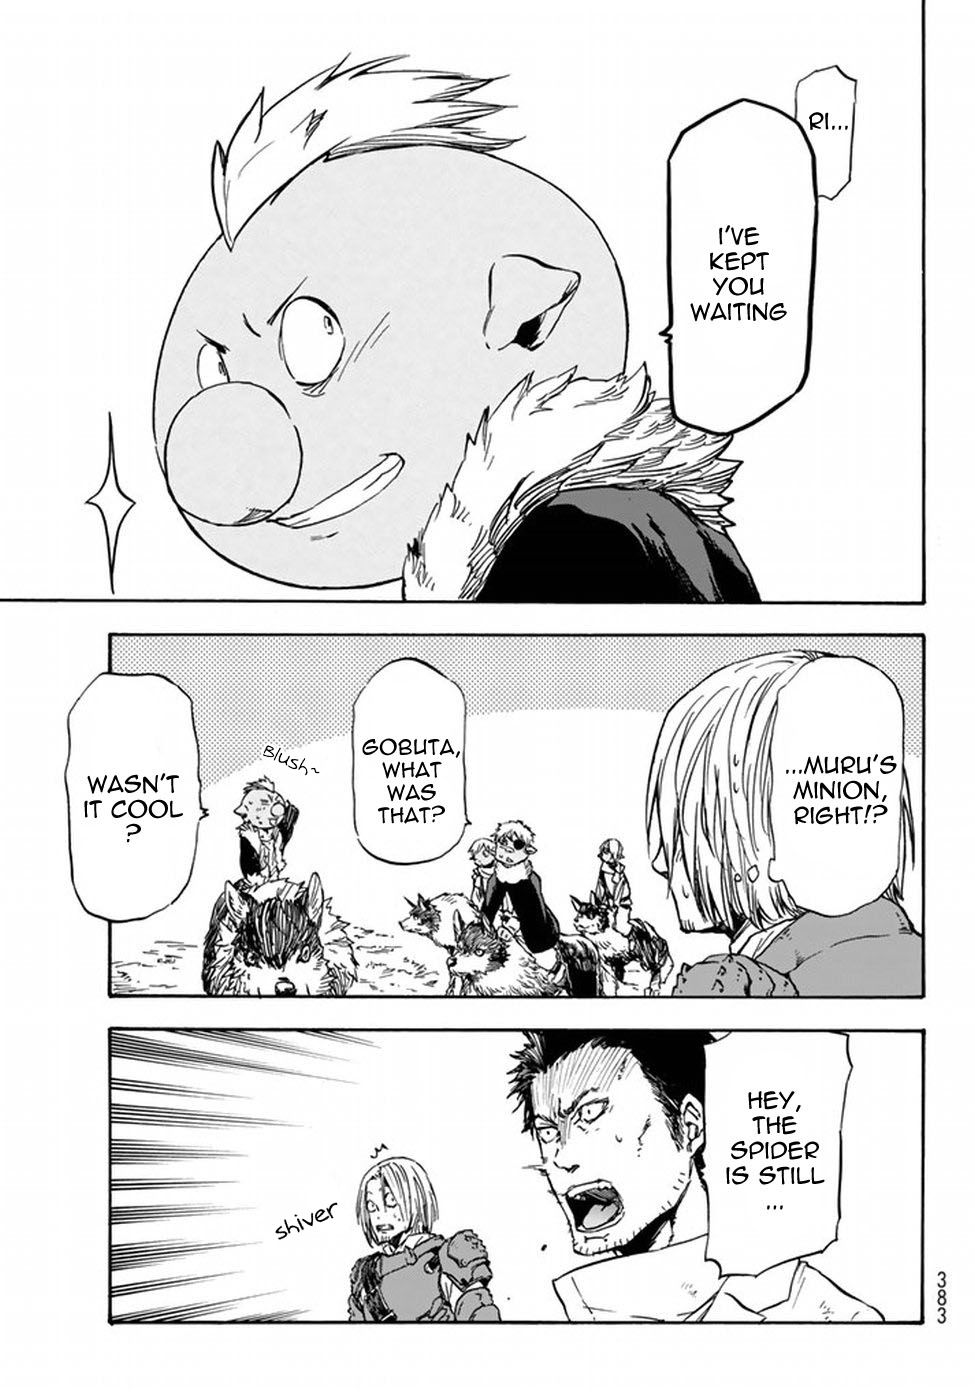 RI...
I'VE
KEPT
YOU
WAITING
...MURU'S
MINION,
RIGHT!?
GOBUTA,
WHAT
WAS
THAT?
Blush~
WASN'T
IT COOL
?
HEY,
THE
SPIDER
IS STILL
...
shiver
383